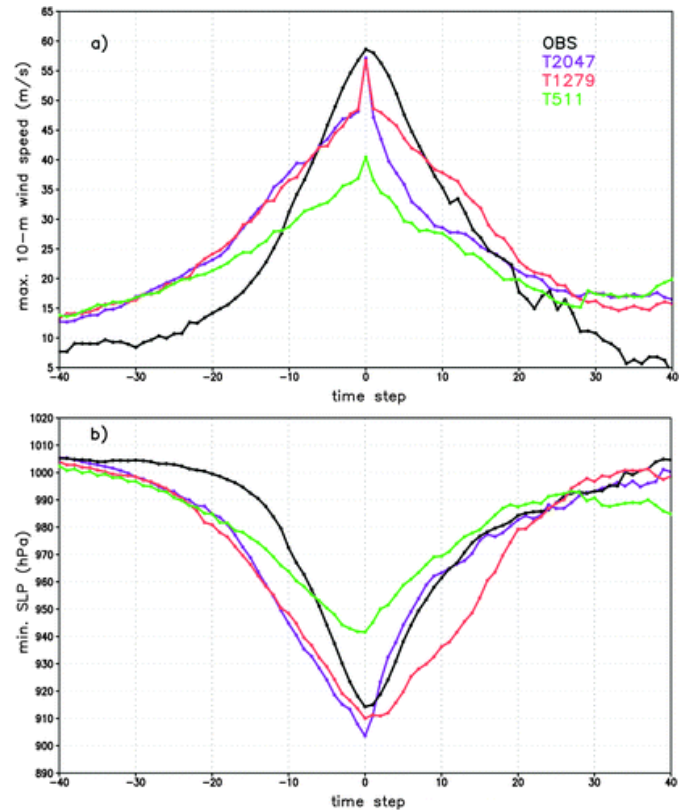 a)
OBS
T2047
T1279
T511
max. 10-m wind speed (m/s)
65
60
55
50
45
40
35
30
25
20
15
10
5
-40 -30 -20 -10 0 10 20 30 40
time step
b)
min. SLP (hPa)
1020
1010
1000
990
980
970
960
950
940
930
920
910
900
890
-40 -30 -20 -10 0 10 20 30 40
time step